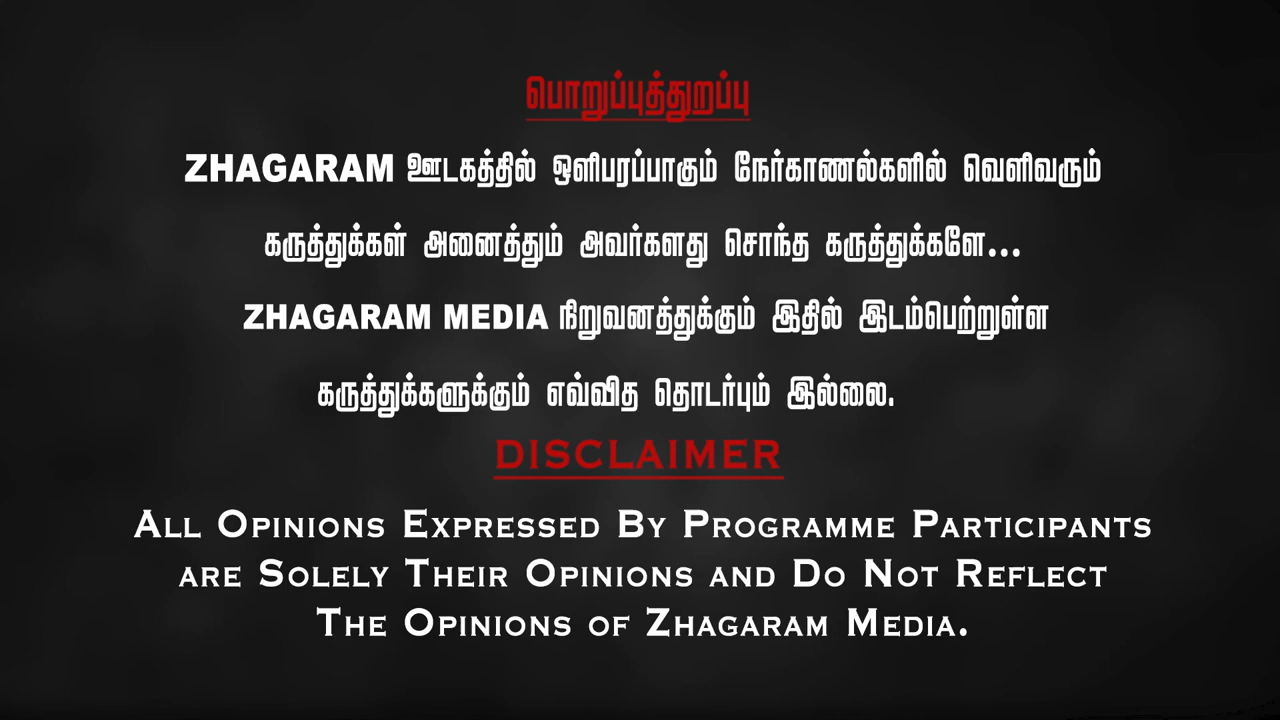 பொறுப்புத்துறப்பு
ZHAGARAM ஊடகத்தில் ஒளிபரப்பாகும் நேர்காணல்களில் வெளிவரும்
கருத்துக்கள் அனைத்தும் அவர்களது சொந்த கருத்துக்களே...
ZHAGARAM MEDIA நிறுவனத்துக்கும் இதில் இடம்பெற்றுள்ள
கருத்துக்களுக்கும் எவ்வித தொடர்பும் இல்லை.
DISCLAIMER
All Opinions Expressed By Programme Participants
are Solely Their Opinions and Do Not Reflect
The Opinions of Zhagaram Media.